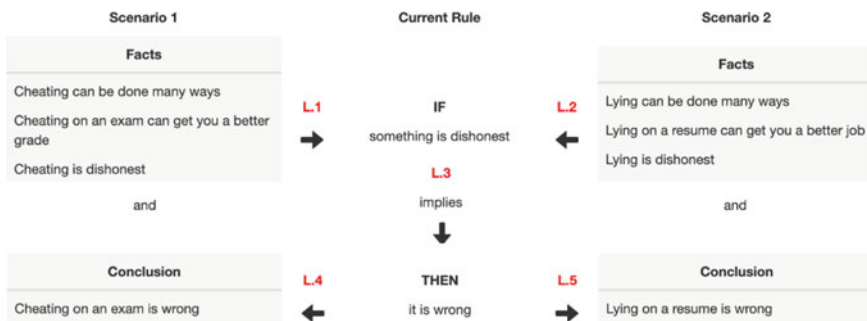 Scenario 1
Current Rule
Scenario 2
Facts
Cheating can be done many ways
Cheating on an exam can get you a better
grade
Cheating is dishonest
and
L.1
IF
L.2
something is dishonest
L.3
implies
Facts
Lying can be done many ways
Lying on a resume can get you a better job
Lying is dishonest
and
Conclusion
Cheating on an exam is wrong
L.4
THEN
L.5
it is wrong
Conclusion
Lying on a resume is wrong